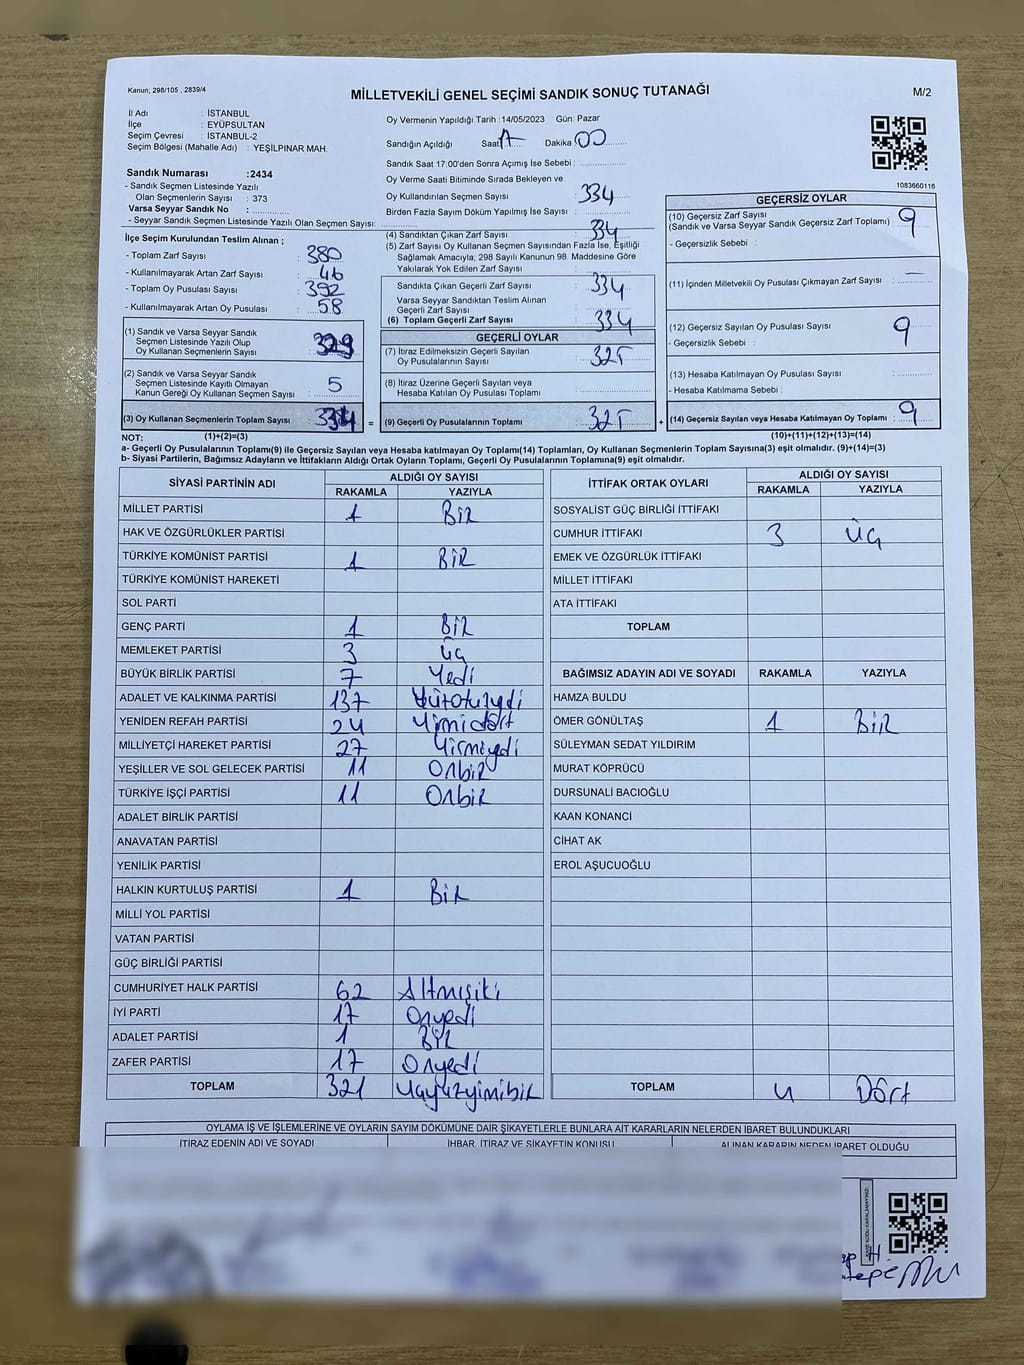 Kanun; 298/105 , 2839/4
MİLLETVEKİLİ GENEL SEÇİMİ SANDIK SONUÇ TUTANAĞI
M/2
İl Adı : İSTANBUL
İlçe : EYÜPSULTAN
Seçim Çevresi : İSTANBUL-2
Seçim Bölgesi (Mahalle Adı) : YEŞİLPINAR MAH.
Sandık Numarası :2434
- Sandık Seçmen Listesinde Yazılı
Olan Seçmenlerin Sayısı : 373
Varsa Seyyar Sandık No :
- Seyyar Sandık Seçmen Listesinde Yazılı Olan Seçmen Sayısı:
Oy Vermenin Yapıldığı Tarih :14/05/2023 Gün: Pazar
Sandığın Açıldığı Saat 17 Dakika 00
Sandık Saat 17:00'den Sonra Açımış İse Sebebi :
Oy Verme Saati Bitiminde Sırada Bekleyen ve
Oy Kullandırılan Seçmen Sayısı : 334
Birden Fazla Sayım Döküm Yapılmış İse Sayısı :
1083660116
İlçe Seçim Kurulundan Teslim Alınan ;
- Toplam Zarf Sayısı : 380
- Kullanılmayarak Artan Zarf Sayısı : 46
- Toplam Oy Pusulası Sayısı : 392
- Kullanılmayarak Artan Oy Pusulası : 58
(1) Sandık ve Varsa Seyyar Sandık
Seçmen Listesinde Yazılı Olup
Oy Kullanan Seçmenlerin Sayısı : 329
(2) Sandık ve Varsa Seyyar Sandık
Seçmen Listesinde Kayıtlı Olmayan
Kanun Gereği Oy Kullanan Seçmen Sayısı : 5
(3) Oy Kullanan Seçmenlerin Toplam Sayısı : 334
(4) Sandıktan Çıkan Zarf Sayısı : 334
(5) Zarf Sayısı Oy Kullanan Seçmen Sayısından Fazla İse, Eşitliği
Sağlamak Amacıyla; 298 Sayılı Kanunun 98. Maddesine Göre
Yakılarak Yok Edilen Zarf Sayısı :
Sandıkta Çıkan Geçerli Zarf Sayısı : 334
Varsa Seyyar Sandıktan Teslim Alınan
Geçerli Zarf Sayısı :
(6) Toplam Geçerli Zarf Sayısı : 334
GEÇERLİ OYLAR
(7) İtiraz Edilmeksizin Geçerli Sayılan
Oy Pusulalarının Sayısı : 325
(8) İtiraz Üzerine Geçerli Sayılan veya
Hesaba Katılan Oy Pusulası Toplamı :
= (9) Geçerli Oy Pusulalarının Toplamı : 325
GEÇERSİZ OYLAR
(10) Geçersiz Zarf Sayısı : 9
(Sandık ve Varsa Seyyar Sandık Geçersiz Zarf Toplamı)
- Geçersizlik Sebebi :
(11) İçinden Milletvekili Oy Pusulası Çıkmayan Zarf Sayısı : —
(12) Geçersiz Sayılan Oy Pusulası Sayısı : 9
- Geçersizlik Sebebi :
(13) Hesaba Katılmayan Oy Pusulası Sayısı :
- Hesaba Katılmama Sebebi :
+ (14) Geçersiz Sayılan veya Hesaba Katılmayan Oy Toplamı : 9
NOT: (1)+(2)=(3) (10)+(11)+(12)+(13)=(14)
a- Geçerli Oy Pusulalarının Toplamı(9) ile Geçersiz Sayılan veya Hesaba katılmayan Oy Toplamı(14) Toplamları, Oy Kullanan Seçmenlerin Toplam Sayısına(3) eşit olmalıdır. (9)+(14)=(3)
b- Siyasi Partilerin, Bağımsız Adayların ve İttifakların Aldığı Ortak Oyların Toplamı, Geçerli Oy Pusulalarının Toplamına(9) eşit olmalıdır.
SİYASİ PARTİNİN ADI ALDIĞI OY SAYISI
RAKAMLA YAZIYLA
MİLLET PARTİSİ 1 Bir
HAK VE ÖZGÜRLÜKLER PARTİSİ
TÜRKİYE KOMÜNİST PARTİSİ 1 Bir
TÜRKİYE KOMÜNİST HAREKETİ
SOL PARTİ
GENÇ PARTİ 1 Bir
MEMLEKET PARTİSİ 3 üç
BÜYÜK BİRLİK PARTİSİ 7 Yedi
ADALET VE KALKINMA PARTİSİ 137 Yüzotuzyedi
YENİDEN REFAH PARTİSİ 24 Yimidört
MİLLİYETÇİ HAREKET PARTİSİ 27 Yirmiyedi
YEŞİLLER VE SOL GELECEK PARTİSİ 11 Onbir
TÜRKİYE İŞÇİ PARTİSİ 11 Onbir
ADALET BİRLİK PARTİSİ
ANAVATAN PARTİSİ
YENİLİK PARTİSİ
HALKIN KURTULUŞ PARTİSİ 1 Bir
MİLLİ YOL PARTİSİ
VATAN PARTİSİ
GÜÇ BİRLİĞİ PARTİSİ
CUMHURİYET HALK PARTİSİ 62 Altmışiki
İYİ PARTİ 17 Onyedi
ADALET PARTİSİ 1 Bir
ZAFER PARTİSİ 17 Onyedi
TOPLAM 321 Üçyüzyimibir
İTTİFAK ORTAK OYLARI ALDIĞI OY SAYISI
RAKAMLA YAZIYLA
SOSYALİST GÜÇ BİRLİĞİ İTTİFAKI
CUMHUR İTTİFAKI 3 üç
EMEK VE ÖZGÜRLÜK İTTİFAKI
MİLLET İTTİFAKI
ATA İTTİFAKI
TOPLAM
BAĞIMSIZ ADAYIN ADI VE SOYADI RAKAMLA YAZIYLA
HAMZA BULDU
ÖMER GÖNÜLTAŞ 1 Bir
SÜLEYMAN SEDAT YILDIRIM
MURAT KÖPRÜCÜ
DURSUNALİ BACIOĞLU
KAAN KONANCİ
CİHAT AK
EROL AŞUCUOĞLU
TOPLAM 4 Dört
OYLAMA İŞ VE İŞLEMLERİNE VE OYLARIN SAYIM DÖKÜMÜNE DAİR ŞİKAYETLERLE BUNLARA AİT KARARLARIN NELERDEN İBARET BULUNDUKLARI
İTİRAZ EDENİN ADI VE SOYADI İHBAR, İTİRAZ VE ŞİKAYETİN KONUSU ALINAN KARARIN NEDEN İBARET OLDUĞU